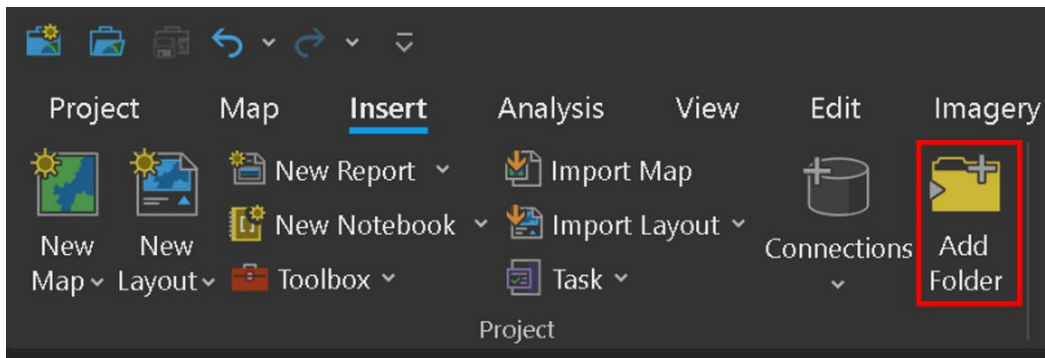 Project Map Insert Analysis View Edit Imagery
New Map
New Layout
New Report
New Notebook
Toolbox
Import Map
Import Layout
Task
Connections
Add
Folder
Project